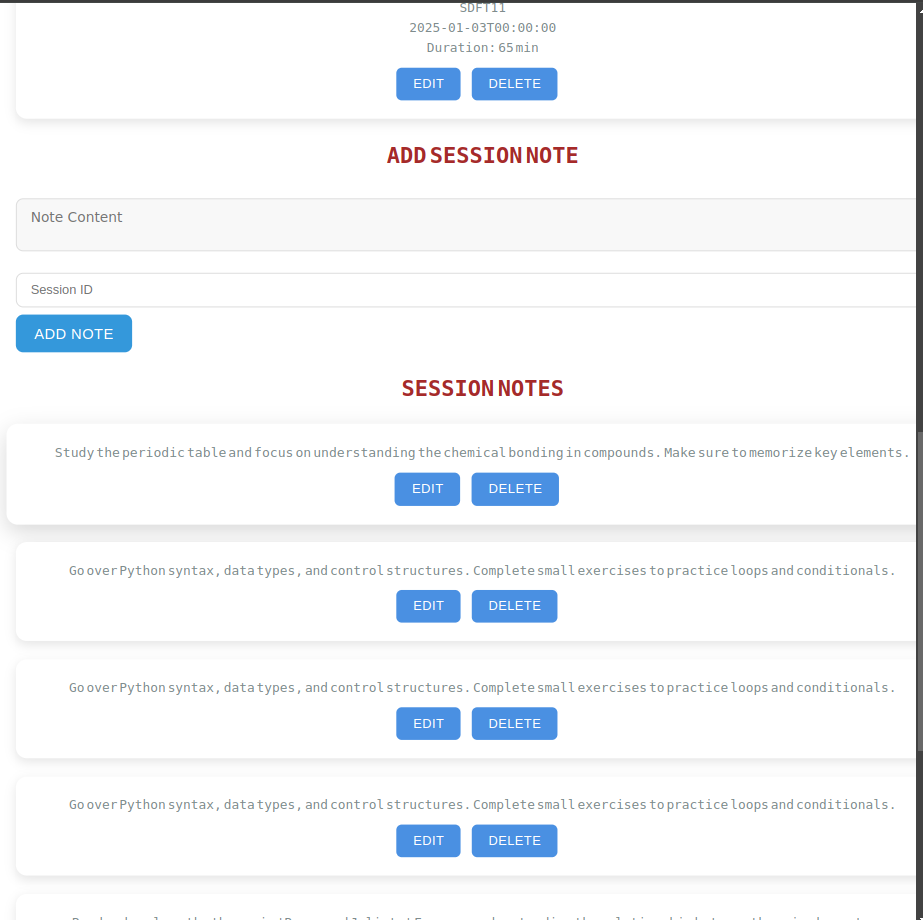 SDFT11
2025-01-03T00:00:00
Duration: 65 min
EDIT DELETE
ADD SESSION NOTE
Note Content
Session ID
ADD NOTE
SESSION NOTES
Study the periodic table and focus on understanding the chemical bonding in compounds. Make sure to memorize key elements.
EDIT DELETE
Go over Python syntax, data types, and control structures. Complete small exercises to practice loops and conditionals.
EDIT DELETE
Go over Python syntax, data types, and control structures. Complete small exercises to practice loops and conditionals.
EDIT DELETE
Go over Python syntax, data types, and control structures. Complete small exercises to practice loops and conditionals.
EDIT DELETE